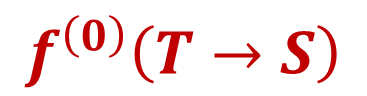 f⁽⁰⁾(T → S)